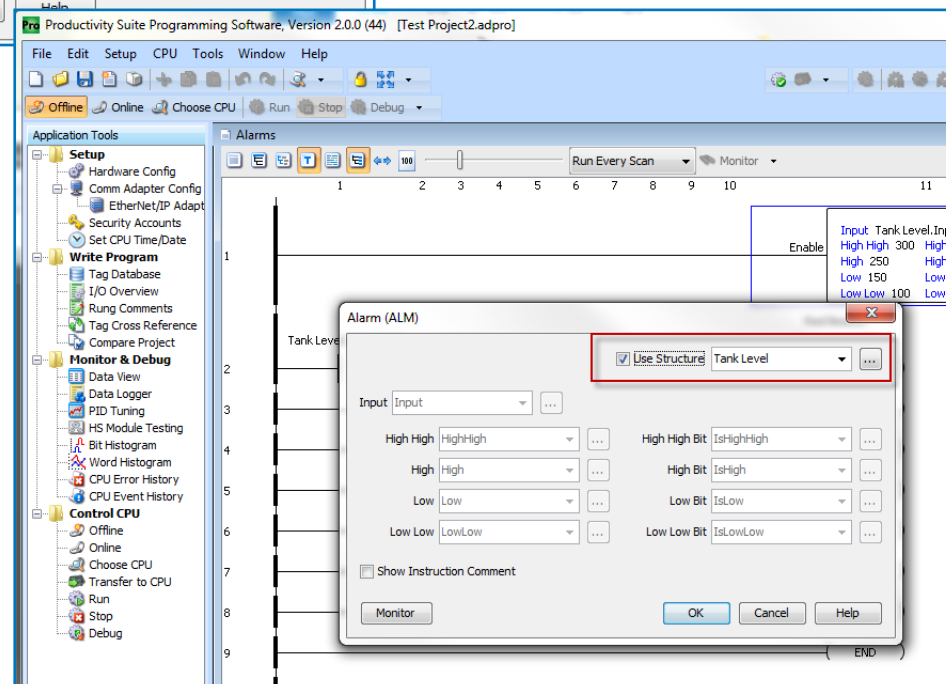 Help
Pro Productivity Suite Programming Software, Version 2.0.0 (44) [Test Project2.adpro]
File Edit Setup CPU Tools Window Help
Offline Online Choose CPU Run Stop Debug
Application Tools
Alarms
Setup
Hardware Config
Comm Adapter Config
EtherNet/IP Adapt
Security Accounts
Set CPU Time/Date
Write Program
Tag Database
I/O Overview
Rung Comments
Tag Cross Reference
Compare Project
Monitor & Debug
Data View
Data Logger
PID Tuning
HS Module Testing
Bit Histogram
Word Histogram
CPU Error History
CPU Event History
Control CPU
Offline
Online
Choose CPU
Transfer to CPU
Run
Stop
Debug
T 100 Run Every Scan Monitor
1 2 3 4 5 6 7 8 9 10 11
1
Enable
Input Tank Level.Inp
High High 300 High
High 250 High
Low 150 Low
Low Low 100 Low
Tank Leve
2
3
4
5
6
7
8
9
END
Alarm (ALM)
Use Structure Tank Level ...
Input Input ...
High High HighHigh ... High High Bit IsHighHigh ...
High High ... High Bit IsHigh ...
Low Low ... Low Bit IsLow ...
Low Low LowLow ... Low Low Bit IsLowLow ...
Show Instruction Comment
Monitor OK Cancel Help